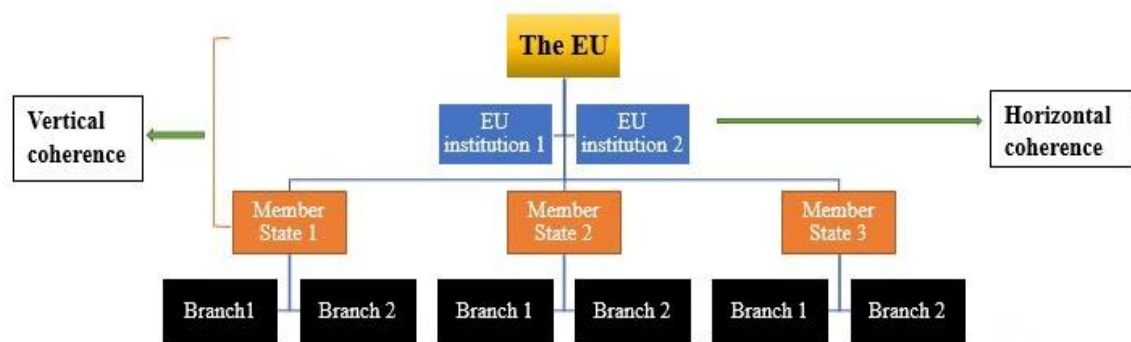 The EU
Vertical
coherence
EU
institution 1
EU
institution 2
Horizontal
coherence
Member
State 1
Member
State 2
Member
State 3
Branch1
Branch 2
Branch 1
Branch 2
Branch 1
Branch 2